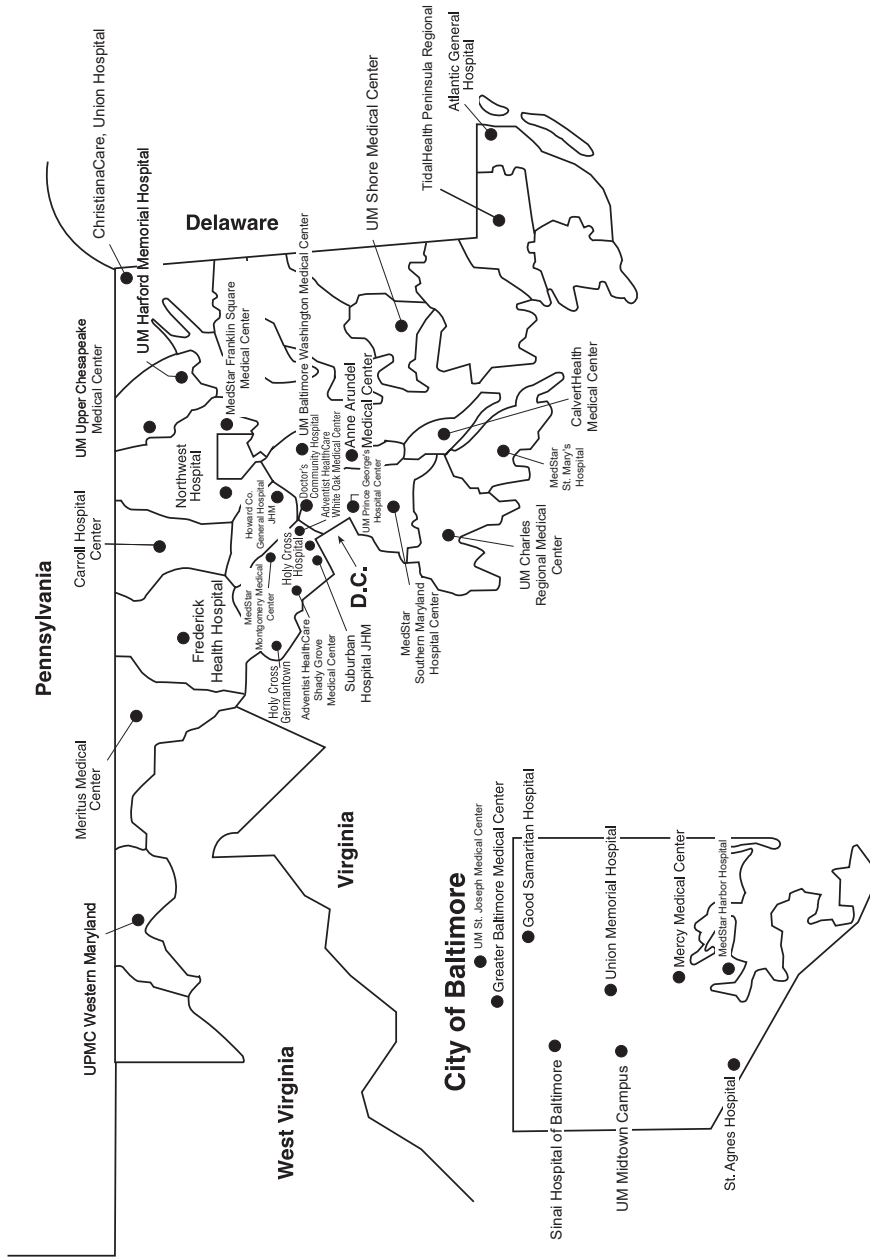 Pennsylvania
UPMC Western Maryland
Meritus Medical
Center
Carroll Hospital
Center
UM Upper Chesapeake
Medical Center
UM Harford Memorial Hospital
ChristianaCare, Union Hospital
Frederick
Health Hospital
Northwest
Hospital
MedStar Franklin Square
Medical Center
Delaware
Holy Cross
Germantown
MedStar
Montgomery Medical
Center
Howard Co.
General Hospital
JHM
Adventist HealthCare
Shady Grove
Medical Center
Holy Cross
Hospital
Doctor's
Community Hospital
Adventist HealthCare
White Oak Medical Center
UM Baltimore Washington Medical Center
Suburban
Hospital JHM
D.C.
UM Prince George's
Hospital Center
Anne Arundel
Medical Center
UM Shore Medical Center
TidalHealth Peninsula Regional
Atlantic General
Hospital
MedStar
Southern Maryland
Hospital Center
UM Charles
Regional Medical
Center
MedStar
St. Mary's
Hospital
CalvertHealth
Medical Center
West Virginia
Virginia
City of Baltimore
UM St. Joseph Medical Center
Greater Baltimore Medical Center
Good Samaritan Hospital
Sinai Hospital of Baltimore
Union Memorial Hospital
UM Midtown Campus
Mercy Medical Center
MedStar Harbor Hospital
St. Agnes Hospital